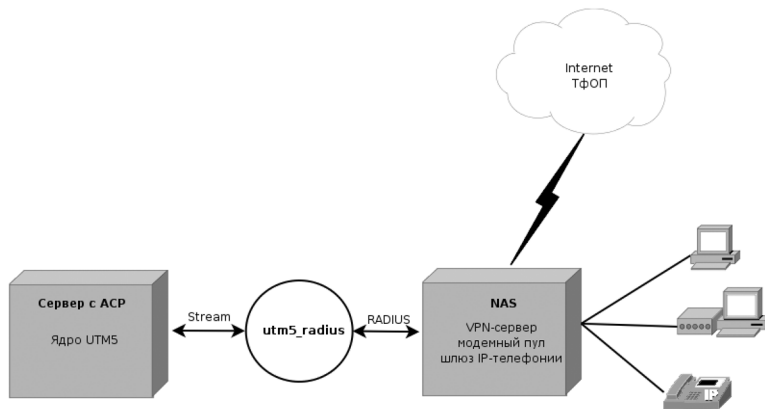 Internet
ТфОП
Сервер с АСР
Ядро UTM5
Stream
utm5_radius
RADIUS
NAS
VPN-сервер
модемный пул
шлюз IP-телефонии
IP